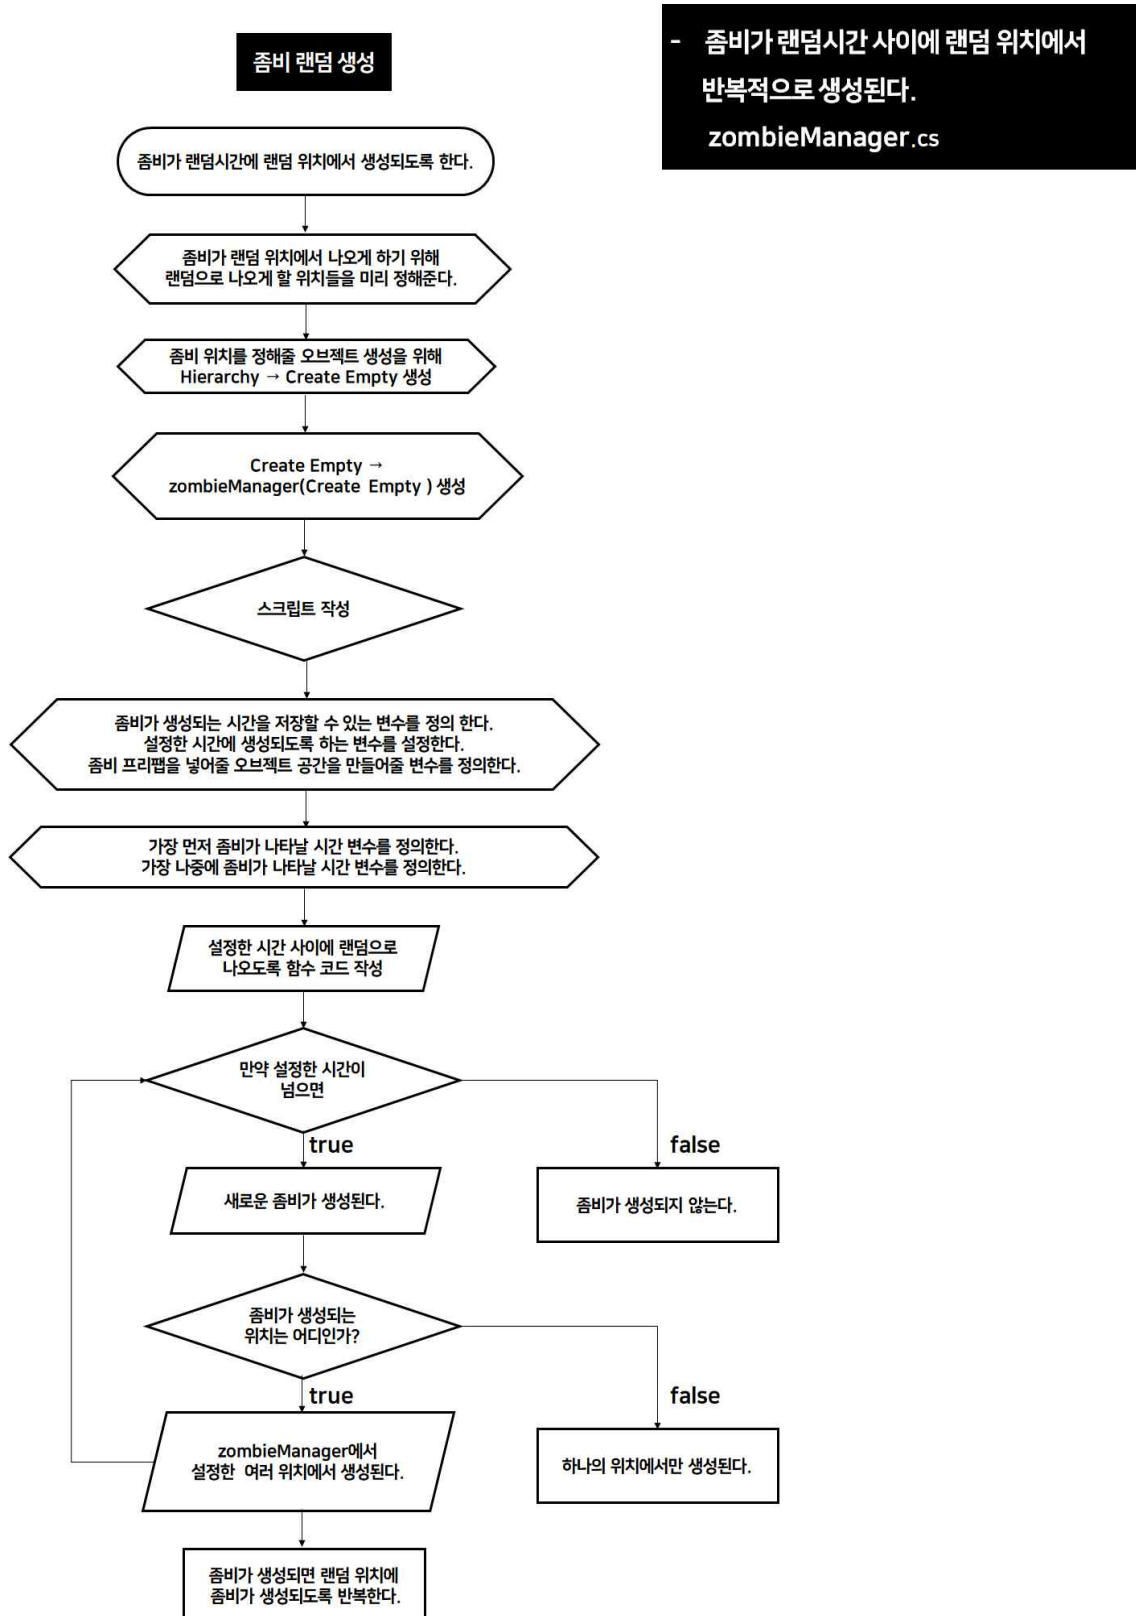 좀비 랜덤 생성
- 좀비가 랜덤시간 사이에 랜덤 위치에서
반복적으로 생성된다.
zombieManager.cs
좀비가 랜덤시간에 랜덤 위치에서 생성되도록 한다.
좀비가 랜덤 위치에서 나오게 하기 위해
랜덤으로 나오게 할 위치들을 미리 정해준다.
좀비 위치를 정해줄 오브젝트 생성을 위해
Hierarchy → Create Empty 생성
Create Empty →
zombieManager(Create Empty ) 생성
스크립트 작성
좀비가 생성되는 시간을 저장할 수 있는 변수를 정의 한다.
설정한 시간에 생성되도록 하는 변수를 설정한다.
좀비 프리팹을 넣어줄 오브젝트 공간을 만들어줄 변수를 정의한다.
가장 먼저 좀비가 나타날 시간 변수를 정의한다.
가장 나중에 좀비가 나타날 시간 변수를 정의한다.
설정한 시간 사이에 랜덤으로
나오도록 함수 코드 작성
만약 설정한 시간이
넘으면
true
false
새로운 좀비가 생성된다.
좀비가 생성되지 않는다.
좀비가 생성되는
위치는 어디인가?
true
false
zombieManager에서
설정한 여러 위치에서 생성된다.
하나의 위치에서만 생성된다.
좀비가 생성되면 랜덤 위치에
좀비가 생성되도록 반복한다.